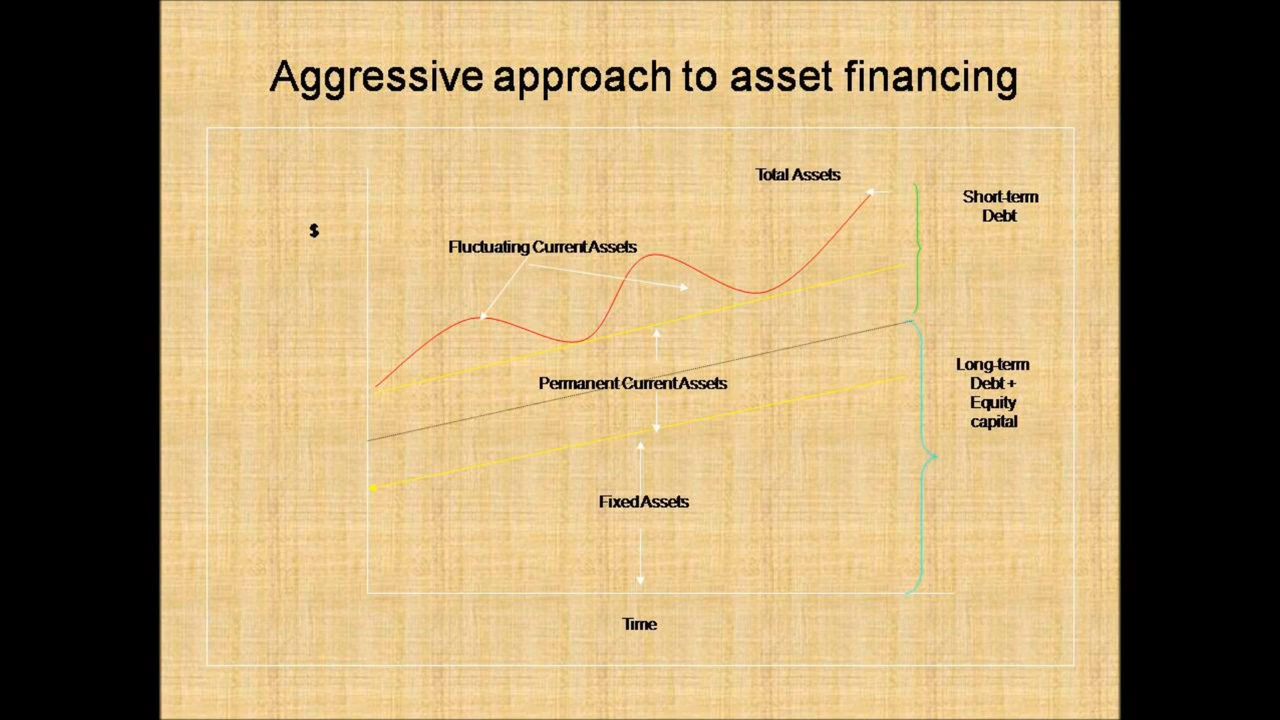 Aggressive approach to asset financing
Total Assets
Short-term
Debt
$
Fluctuating Current Assets
Long-term
Debt +
Equity
capital
Permanent Current Assets
Fixed Assets
Time